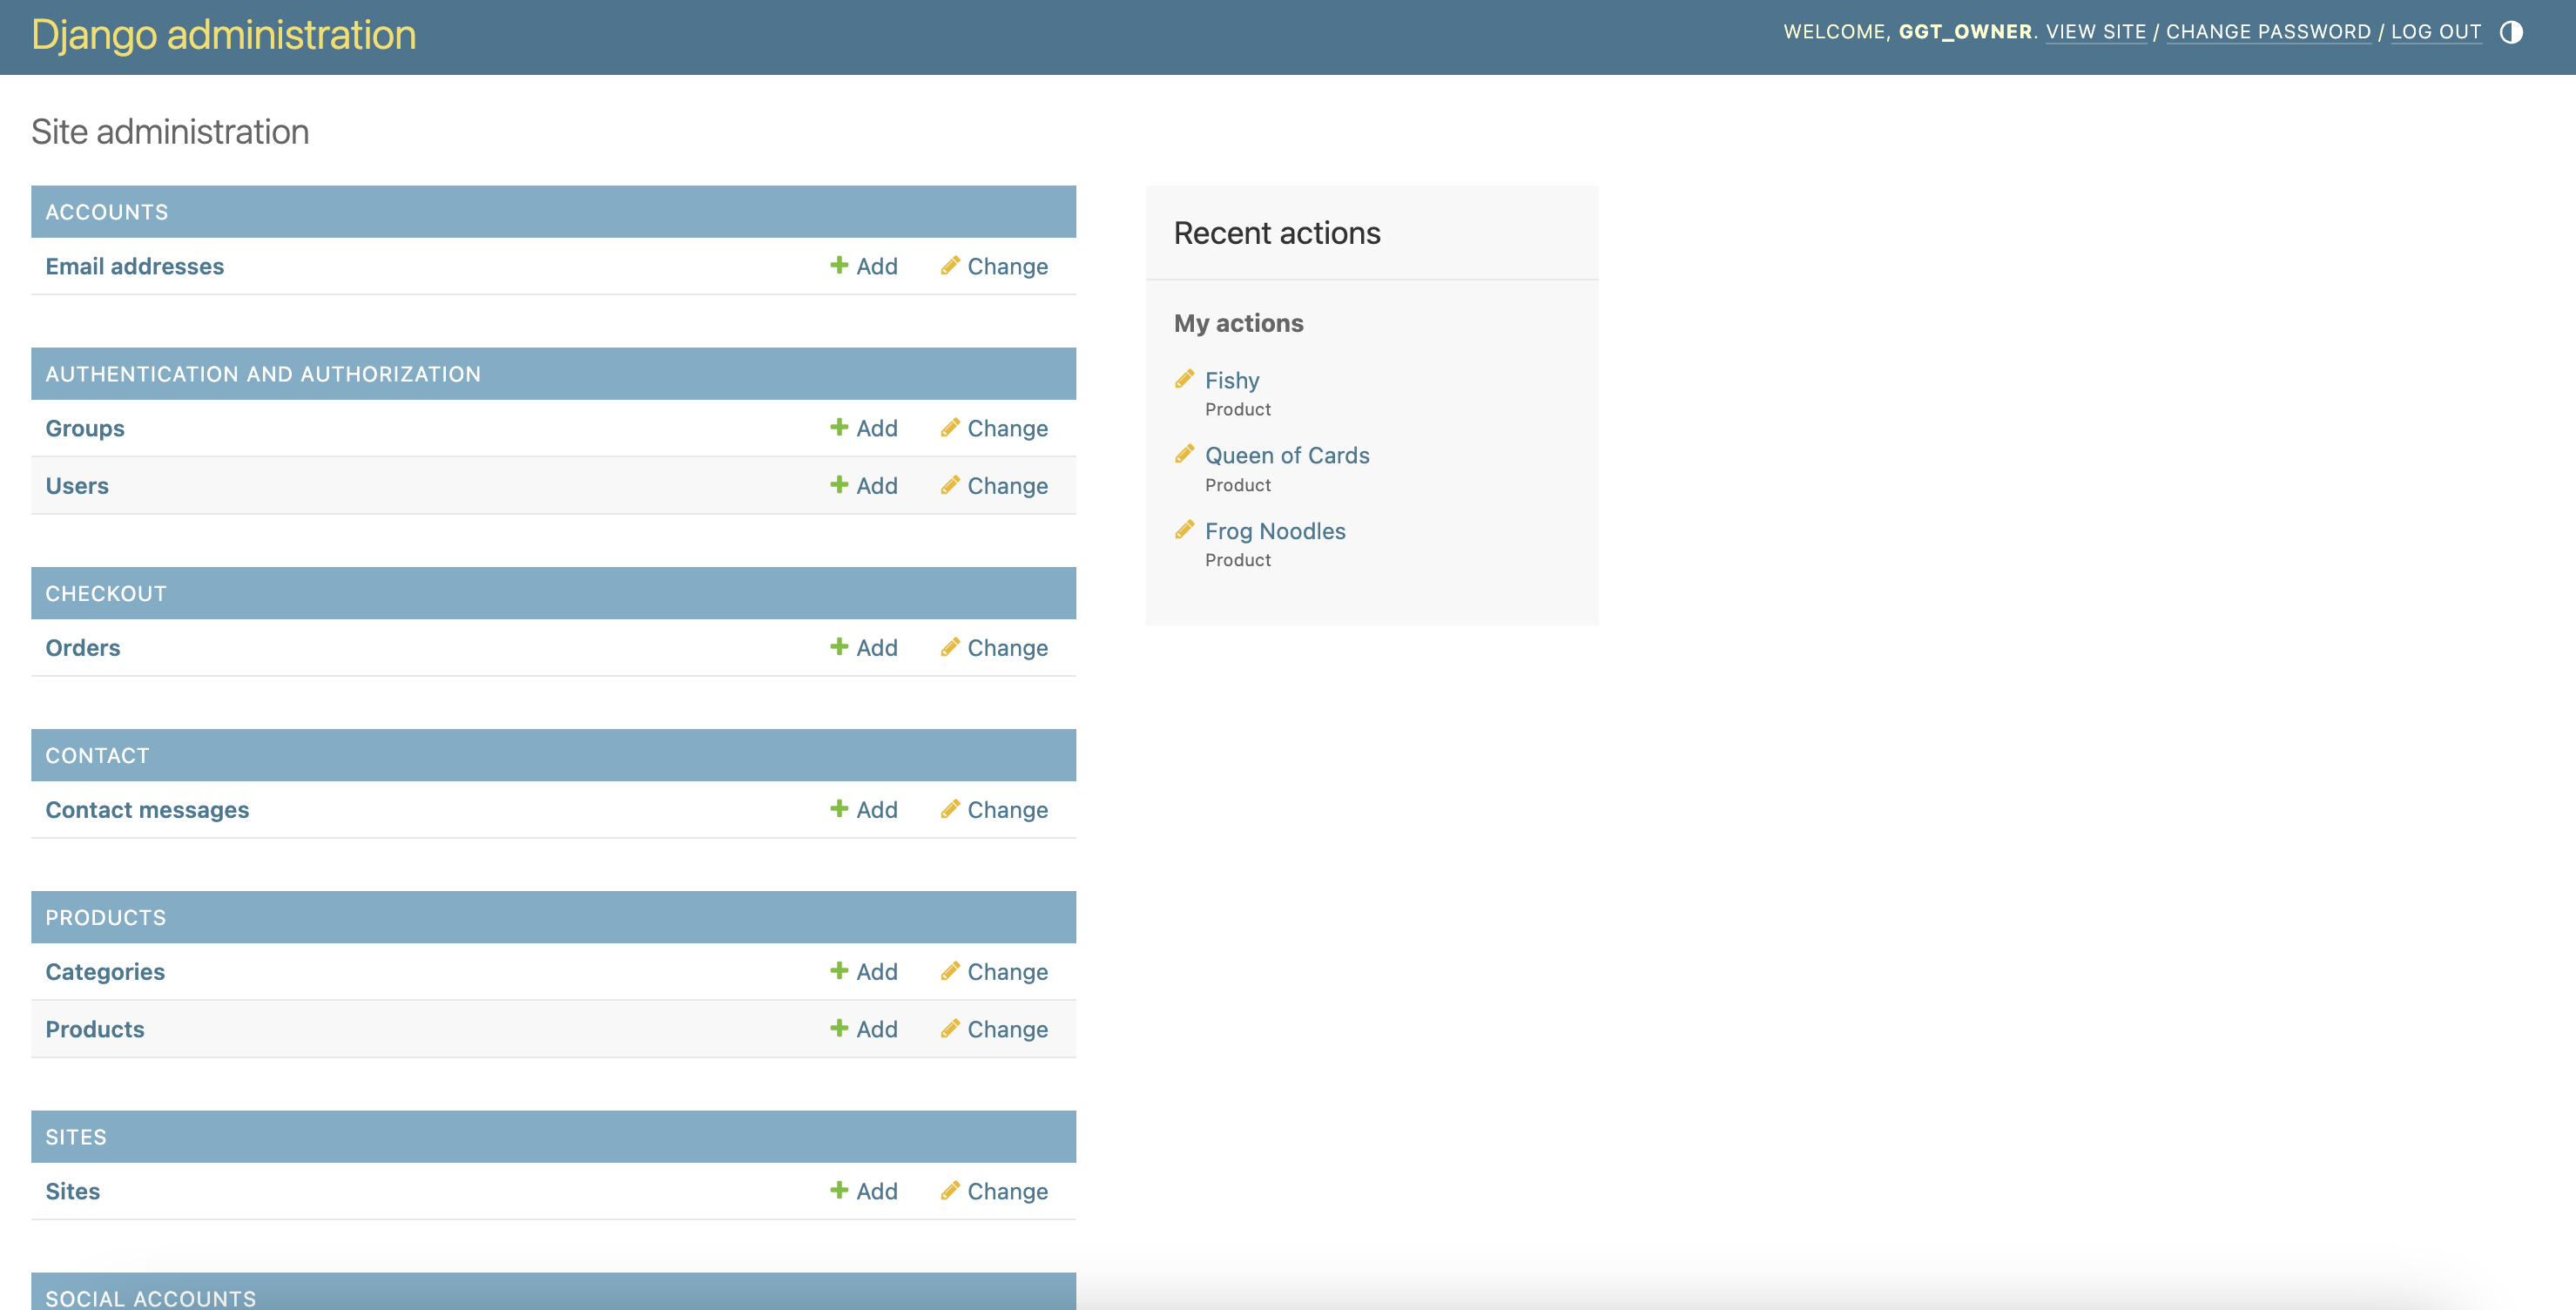 Django administration
WELCOME, GGT_OWNER. VIEW SITE / CHANGE PASSWORD / LOG OUT
Site administration
ACCOUNTS
Email addresses Add Change
AUTHENTICATION AND AUTHORIZATION
Groups Add Change
Users Add Change
CHECKOUT
Orders Add Change
CONTACT
Contact messages Add Change
PRODUCTS
Categories Add Change
Products Add Change
SITES
Sites Add Change
SOCIAL ACCOUNTS
Recent actions
My actions
Fishy
Product
Queen of Cards
Product
Frog Noodles
Product